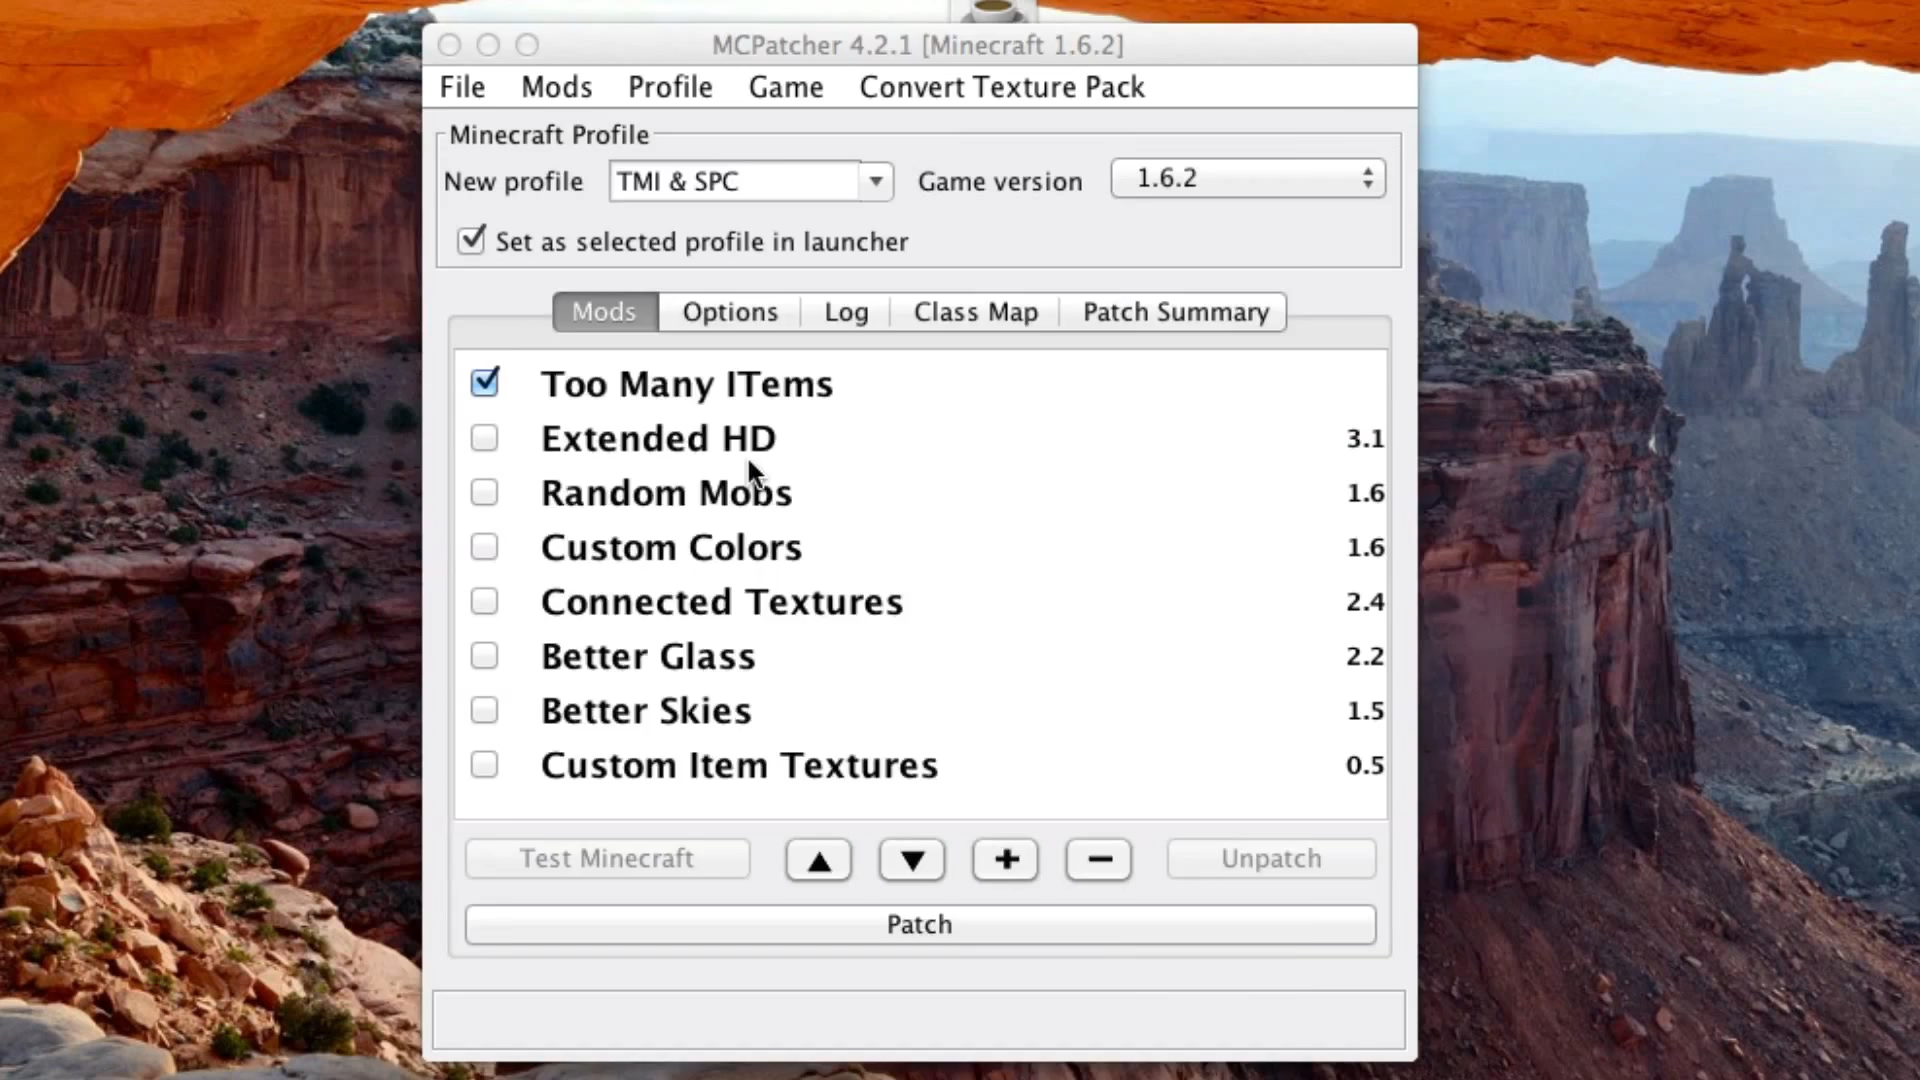 MCPatcher 4.2.1 [Minecraft 1.6.2]
File Mods Profile Game Convert Texture Pack
Minecraft Profile
New profile TMI & SPC Game version 1.6.2
Set as selected profile in launcher
Mods Options Log Class Map Patch Summary
Too Many ITems
Extended HD 3.1
Random Mobs 1.6
Custom Colors 1.6
Connected Textures 2.4
Better Glass 2.2
Better Skies 1.5
Custom Item Textures 0.5
Test Minecraft + − Unpatch
Patch